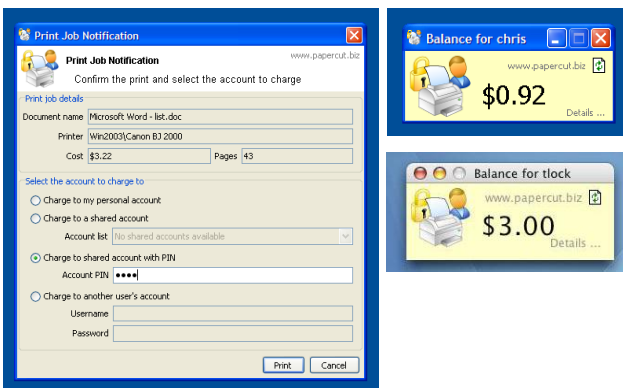 Print Job Notification
Print Job Notification
www.papercut.biz
Confirm the print and select the account to charge
Print job details
Document name Microsoft Word - list.doc
Printer Win2003\Canon BJ 2000
Cost $3.22 Pages 43
Select the account to charge to
Charge to my personal account
Charge to a shared account
Account list No shared accounts available
Charge to shared account with PIN
Account PIN ••••
Charge to another user's account
Username
Password
Print Cancel
Balance for chris
www.papercut.biz
$0.92
Details ...
Balance for tlock
www.papercut.biz
$3.00
Details ...